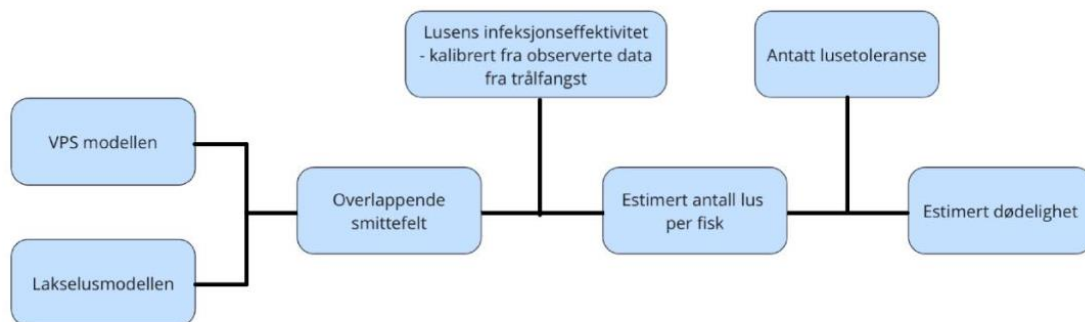 Lusens infeksjonseffektivitet
- kalibrert fra observerte data
fra trålfangst
Antatt lusetoleranse
VPS modellen
Overlappende
smittefelt
Estimert antall lus
per fisk
Estimert dødelighet
Lakselusmodellen